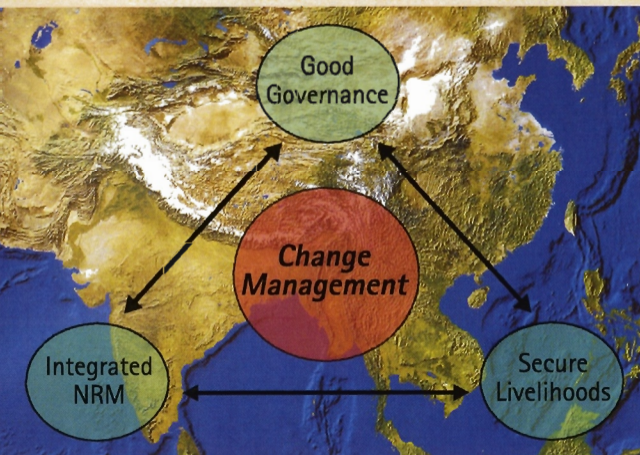 Good
Governance
Change
Management
Integrated
NRM
Secure
Livelihoods